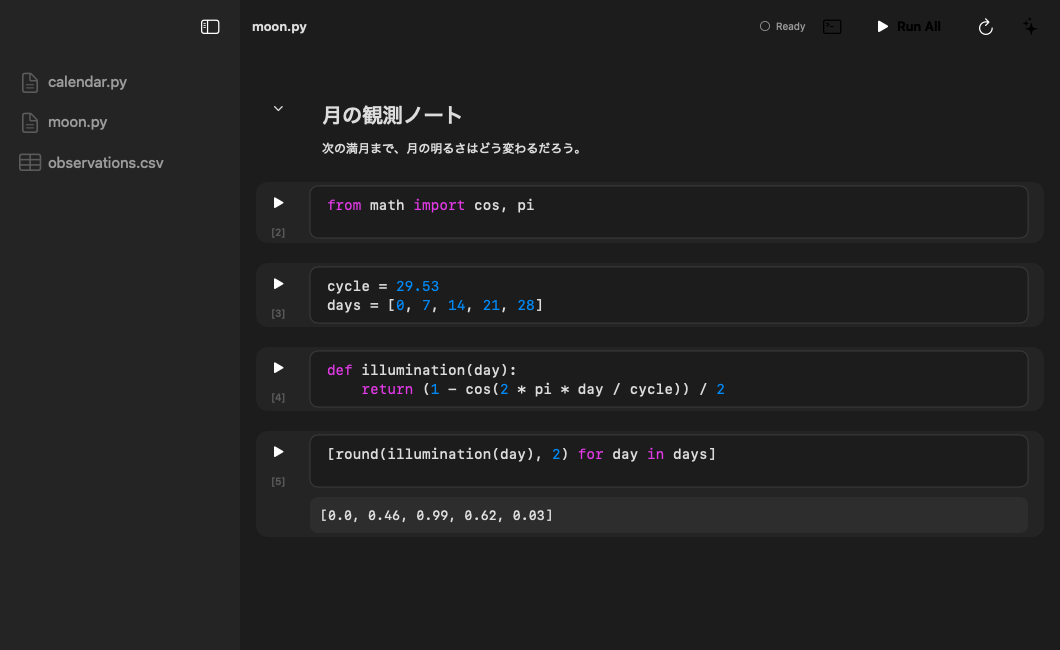 moon.py
Ready
Run All
calendar.py
moon.py
observations.csv
月の観測ノート
次の満月まで、月の明るさはどう変わるだろう。
from math import cos, pi
[2]
cycle = 29.53
days = [0, 7, 14, 21, 28]
[3]
def illumination(day):
    return (1 - cos(2 * pi * day / cycle)) / 2
[4]
[round(illumination(day), 2) for day in days]
[5]
[0.0, 0.46, 0.99, 0.62, 0.03]